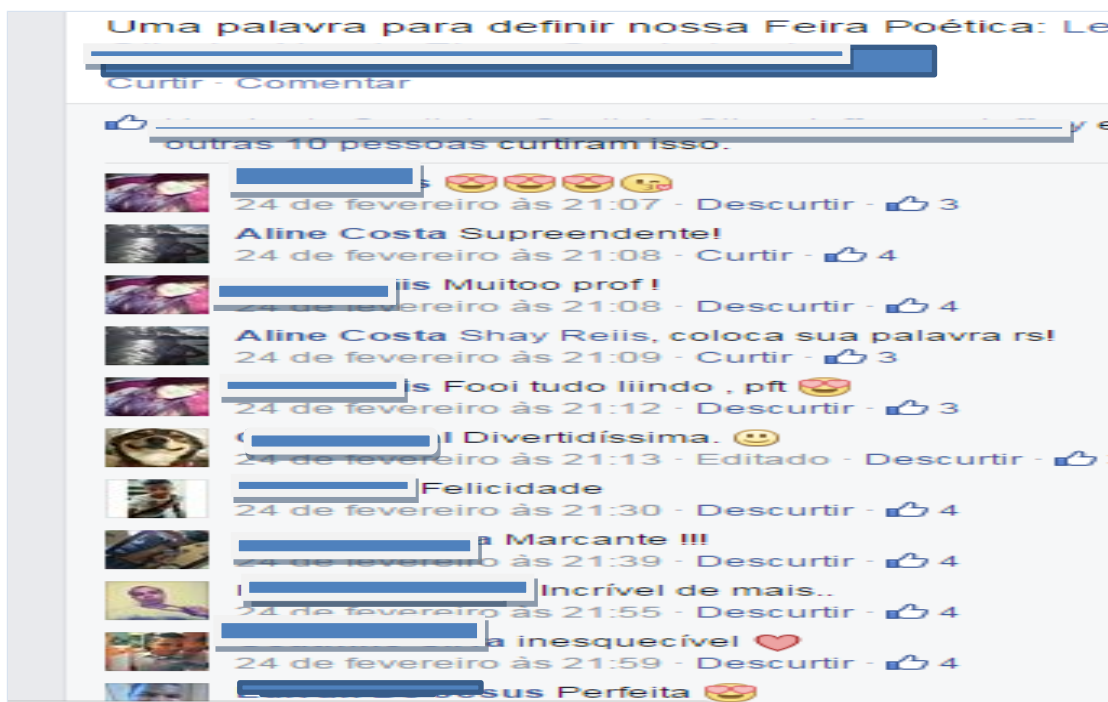 Uma palavra para definir nossa Feira Poética: Le
Curtir · Comentar
y e
outras 10 pessoas curtiram isso.
s 😍😍😍😘
24 de fevereiro às 21:07 · Descurtir · 3
Aline Costa Supreendente!
24 de fevereiro às 21:08 · Curtir · 4
iis Muitoo prof !
24 de fevereiro às 21:08 · Descurtir · 4
Aline Costa Shay Reiis, coloca sua palavra rs!
24 de fevereiro às 21:09 · Curtir · 3
is Fooi tudo liindo , pft 😍
24 de fevereiro às 21:12 · Descurtir · 3
l Divertidíssima. 🙂
24 de fevereiro às 21:13 · Editado · Descurtir ·
Felicidade
24 de fevereiro às 21:30 · Descurtir · 4
a Marcante !!!
24 de fevereiro às 21:39 · Descurtir · 4
Incrível de mais..
24 de fevereiro às 21:55 · Descurtir · 4
a inesquecível ❤
24 de fevereiro às 21:59 · Descurtir · 4
sus Perfeita 😍